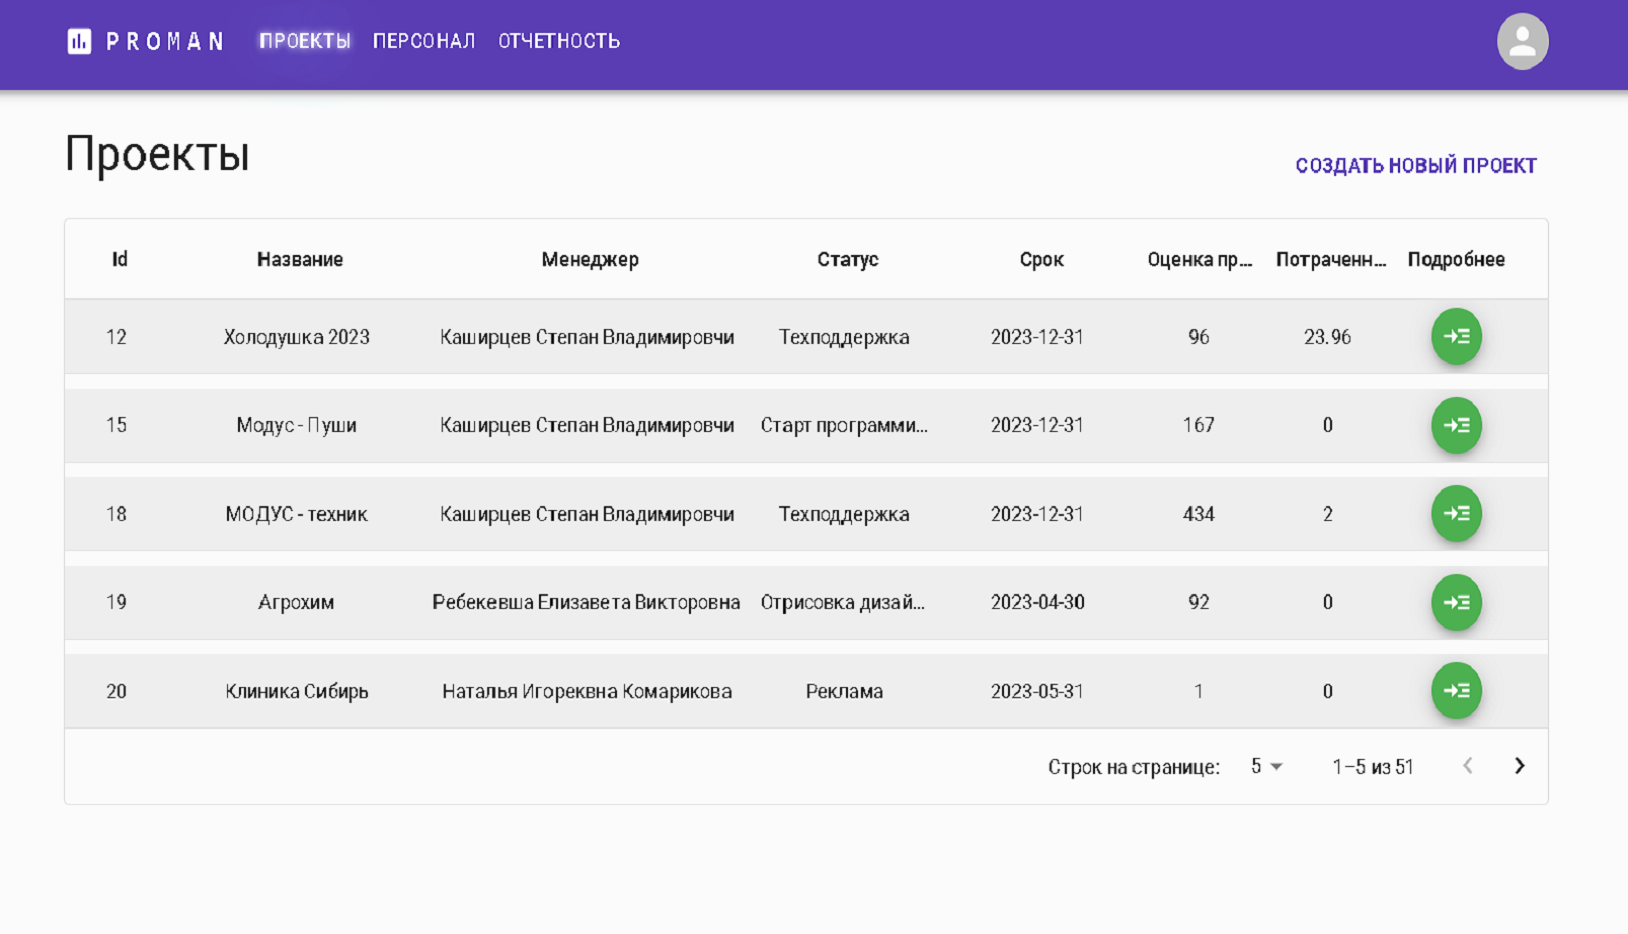 PROMAN ПРОЕКТЫ ПЕРСОНАЛ ОТЧЕТНОСТЬ
Проекты
СОЗДАТЬ НОВЫЙ ПРОЕКТ
Id Название Менеджер Статус Срок Оценка пр... Потраченн... Подробнее
12 Холодушка 2023 Каширцев Степан Владимировчи Техподдержка 2023-12-31 96 23.96
15 Модус - Пуши Каширцев Степан Владимировчи Старт программи... 2023-12-31 167 0
18 МОДУС - техник Каширцев Степан Владимировчи Техподдержка 2023-12-31 434 2
19 Агрохим Ребекевша Елизавета Викторовна Отрисовка дизай... 2023-04-30 92 0
20 Клиника Сибирь Наталья Игореквна Комарикова Реклама 2023-05-31 1 0
Строк на странице: 5 1–5 из 51